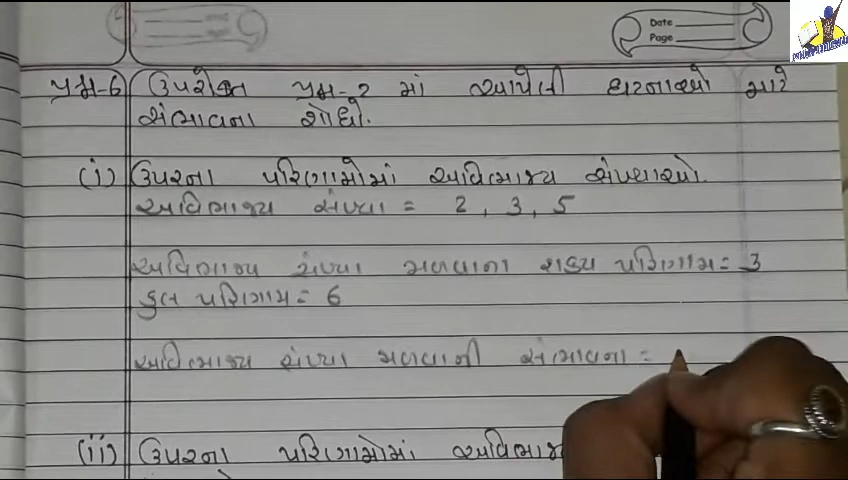 Date
Page
પ્રશ્ન-6 ઉપરોક્ત પ્રશ્ન-2 માં આપેલી ઘટનાઓ માટે
સંભાવના શોધો.
(i) ઉપરના પરિણામોમાં અવિભાજ્ય સંખ્યાઓ.
અવિભાજ્ય સંખ્યા = 2, 3, 5
અવિભાજ્ય સંખ્યા મળવાના શક્ય પરિણામ = 3
કુલ પરિણામ = 6
અવિભાજ્ય સંખ્યા મળવાની સંભાવના =
(ii) ઉપરના પરિણામોમાં